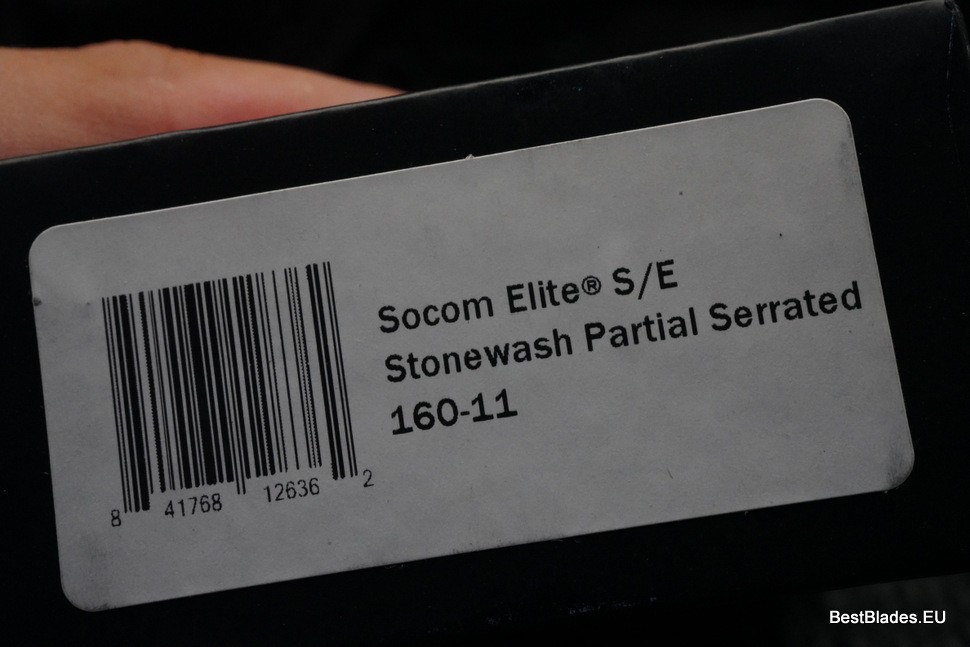 Socom Elite® S/E
Stonewash Partial Serrated
160-11
8 41768 12636 2
BestBlades.EU